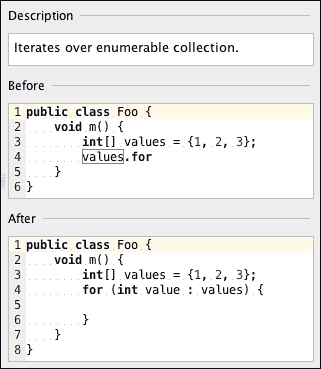 Description
Iterates over enumerable collection.
Before
1 public class Foo {
2     void m() {
3         int[] values = {1, 2, 3};
4         values.for
5     }
6 }
After
1 public class Foo {
2     void m() {
3         int[] values = {1, 2, 3};
4         for (int value : values) {
5
6         }
7     }
8 }